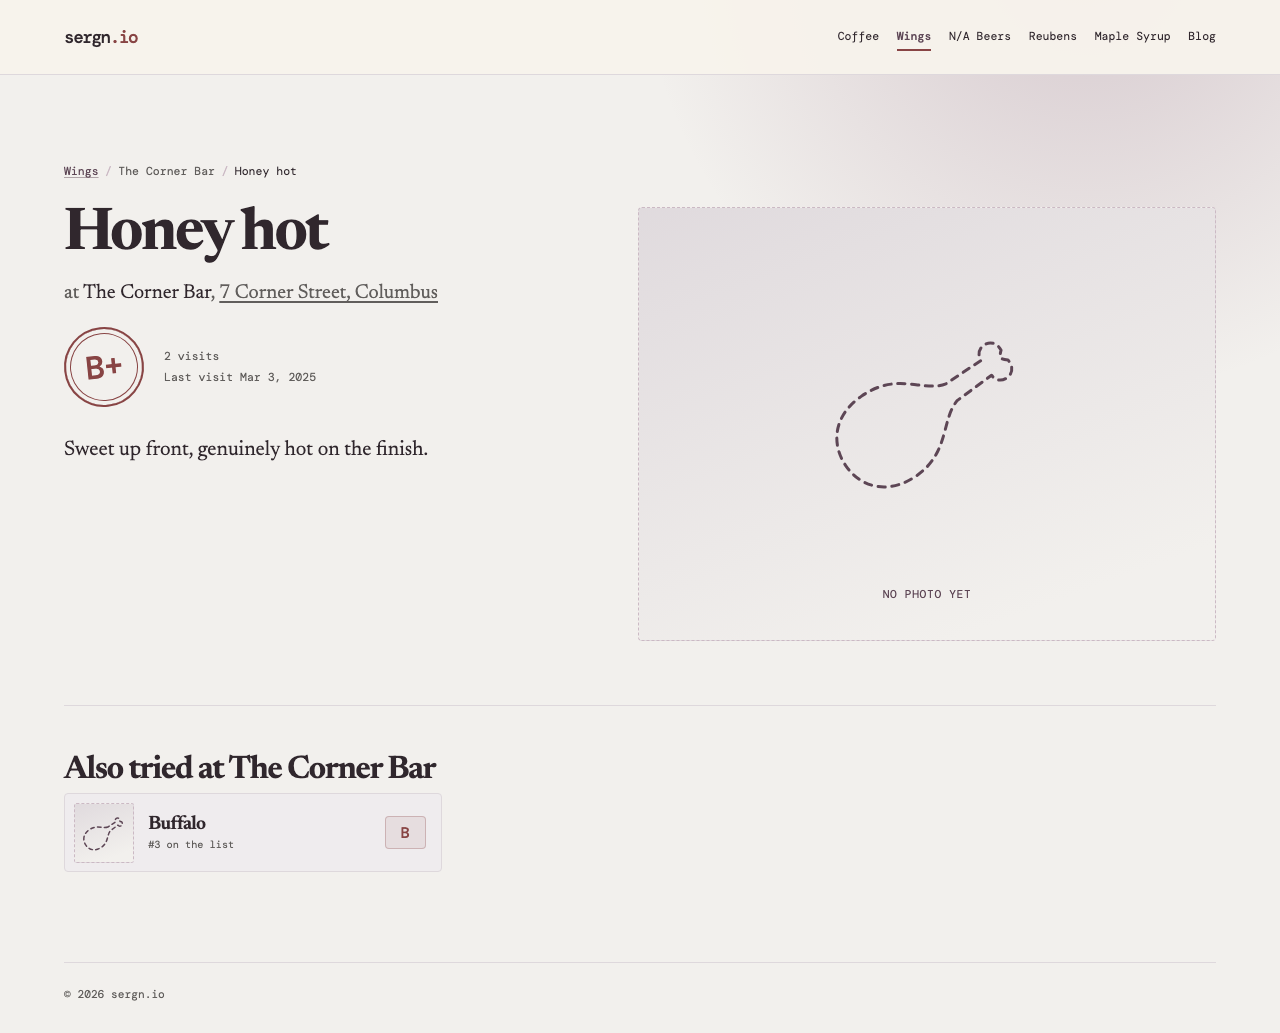 sergn.io
Coffee Wings N/A Beers Reubens Maple Syrup Blog
Wings / The Corner Bar / Honey hot
Honey hot
at The Corner Bar, 7 Corner Street, Columbus
B+
2 visits
Last visit Mar 3, 2025
Sweet up front, genuinely hot on the finish.
NO PHOTO YET
Also tried at The Corner Bar
Buffalo
#3 on the list
B
© 2026 sergn.io